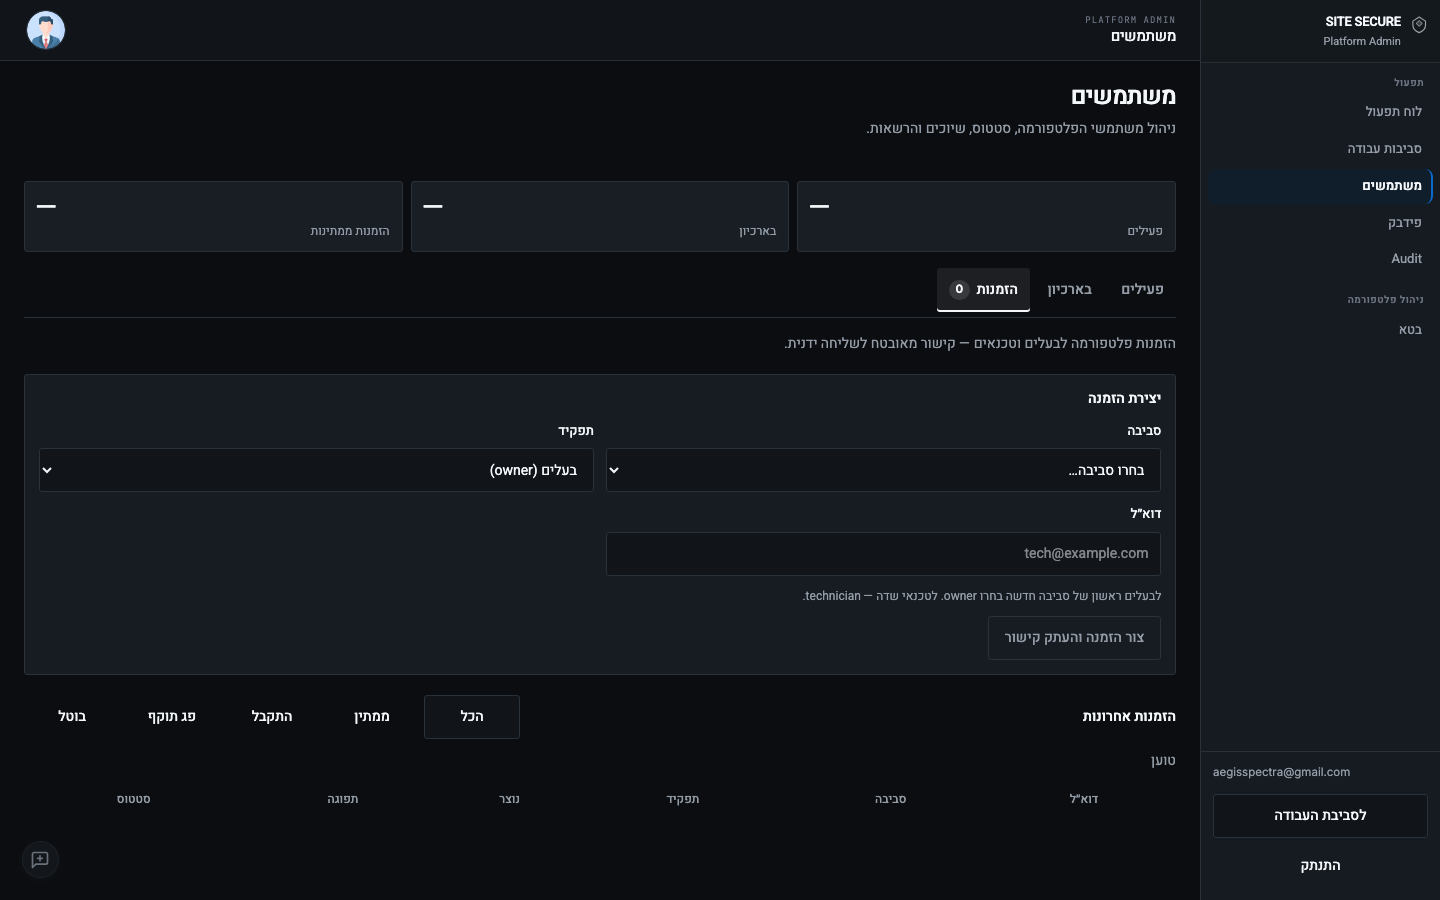 SITE SECURE
Platform Admin
תפעול
לוח תפעול
סביבות עבודה
משתמשים
פידבק
Audit
ניהול פלטפורמה
בטא
aegisspectra@gmail.com
לסביבת העבודה
התנתק
PLATFORM ADMIN
משתמשים
משתמשים
ניהול משתמשי הפלטפורמה, סטטוס, שיוכים והרשאות.
—
פעילים
—
בארכיון
—
הזמנות ממתינות
פעילים בארכיון הזמנות 0
הזמנות פלטפורמה לבעלים וטכנאים — קישור מאובטח לשליחה ידנית.
יצירת הזמנה
סביבה
בחרו סביבה...
תפקיד
בעלים (owner)
דוא"ל
tech@example.com
לבעלים ראשון של סביבה חדשה בחרו owner. לטכנאי שדה — technician.
צור הזמנה והעתק קישור
הזמנות אחרונות
הכל ממתין התקבל פג תוקף בוטל
טוען
דוא"ל סביבה תפקיד נוצר תפוגה סטטוס